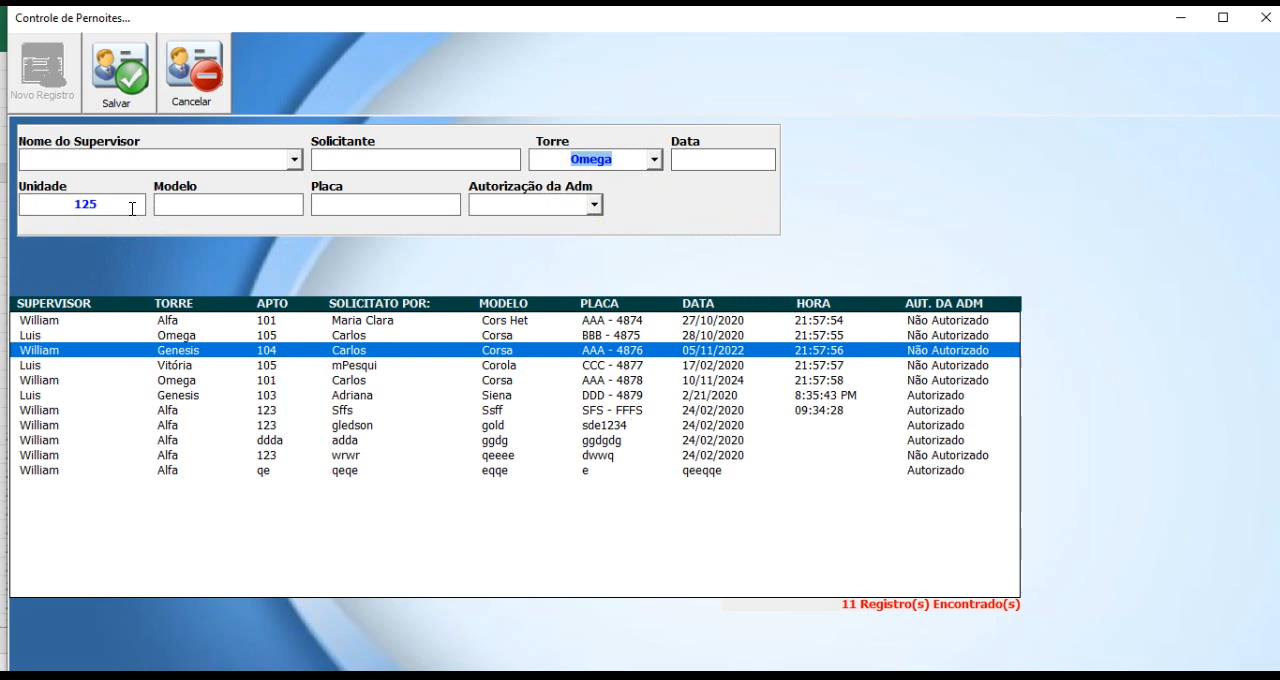 Controle de Pernoites...
Novo Registro
Salvar
Cancelar
Nome do Supervisor Solicitante Torre Data
Omega
Unidade Modelo Placa Autorização da Adm
125
SUPERVISOR TORRE APTO SOLICITATO POR: MODELO PLACA DATA HORA AUT. DA ADM
William Alfa 101 Maria Clara Cors Het AAA - 4874 27/10/2020 21:57:54 Não Autorizado
Luis Omega 105 Carlos Corsa BBB - 4875 28/10/2020 21:57:55 Não Autorizado
William Genesis 104 Carlos Corsa AAA - 4876 05/11/2022 21:57:56 Não Autorizado
Luis Vitória 105 mPesqui Corola CCC - 4877 17/02/2020 21:57:57 Não Autorizado
William Omega 101 Carlos Corsa AAA - 4878 10/11/2024 21:57:58 Não Autorizado
Luis Genesis 103 Adriana Siena DDD - 4879 2/21/2020 8:35:43 PM Autorizado
William Alfa 123 Sffs Ssff SFS - FFFS 24/02/2020 09:34:28 Autorizado
William Alfa 123 gledson gold sde1234 24/02/2020 Autorizado
William Alfa ddda adda ggdg ggdgdg 24/02/2020 Autorizado
William Alfa 123 wrwr qeeee dwwq 24/02/2020 Não Autorizado
William Alfa qe qeqe eqqe e qeeqqe Autorizado
11 Registro(s) Encontrado(s)